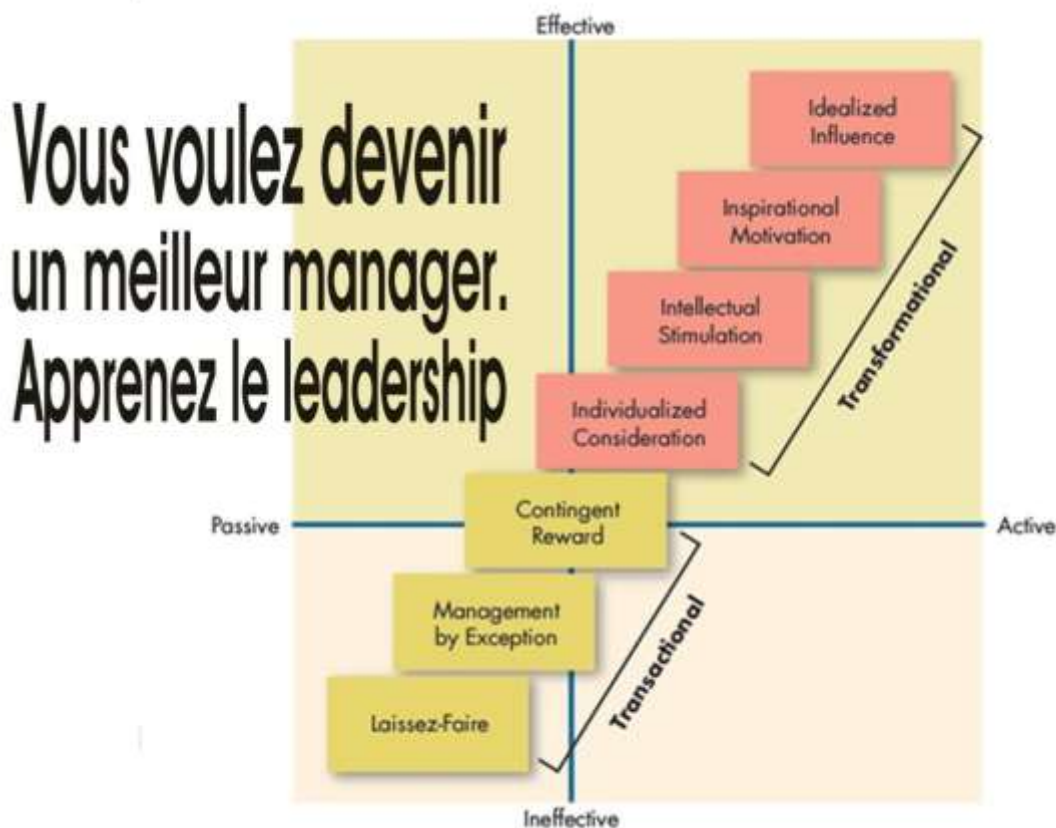 Effective
Vous voulez devenir
un meilleur manager.
Apprenez le leadership
Idealized
Influence
Inspirational
Motivation
Intellectual
Stimulation
Individualized
Consideration
Transformational
Contingent
Reward
Passive
Active
Management
by Exception
Laissez-Faire
Transactional
Ineffective